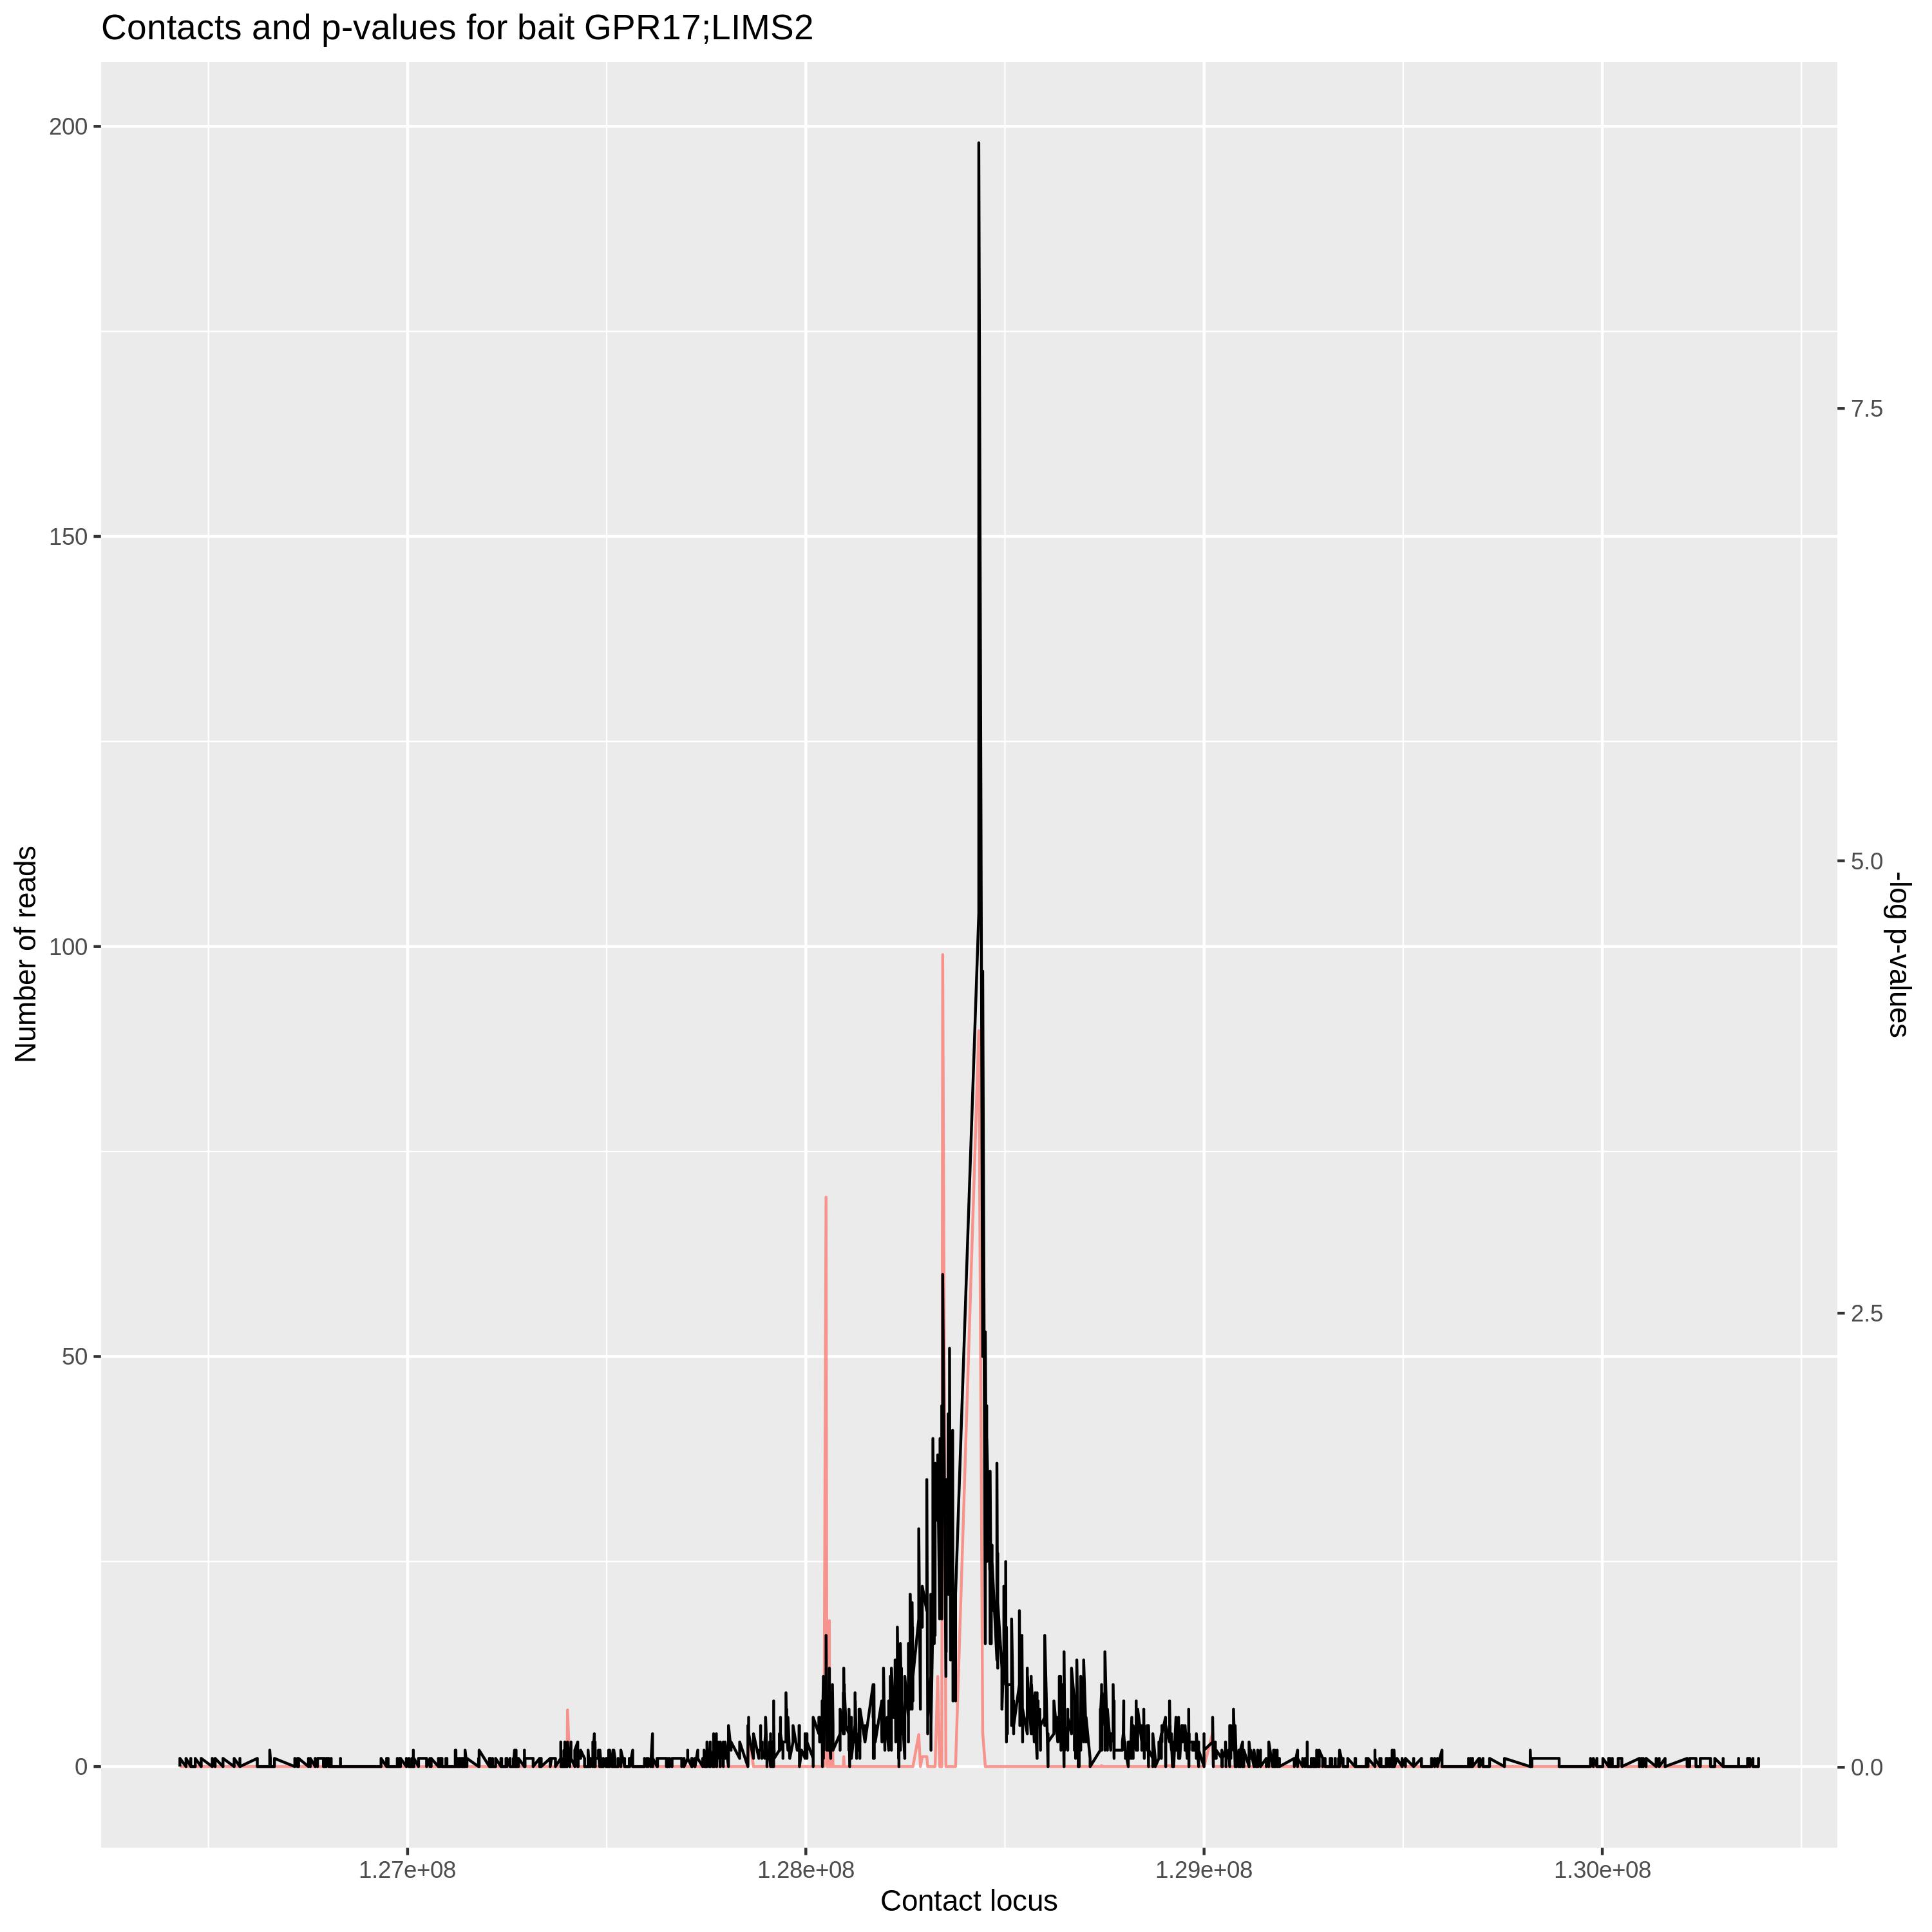 Contacts and p-values for bait GPR17;LIMS2
200
150
100
50
0
Number of reads
7.5
5.0
2.5
0.0
-log p-values
1.27e+08
1.28e+08
1.29e+08
1.30e+08
Contact locus